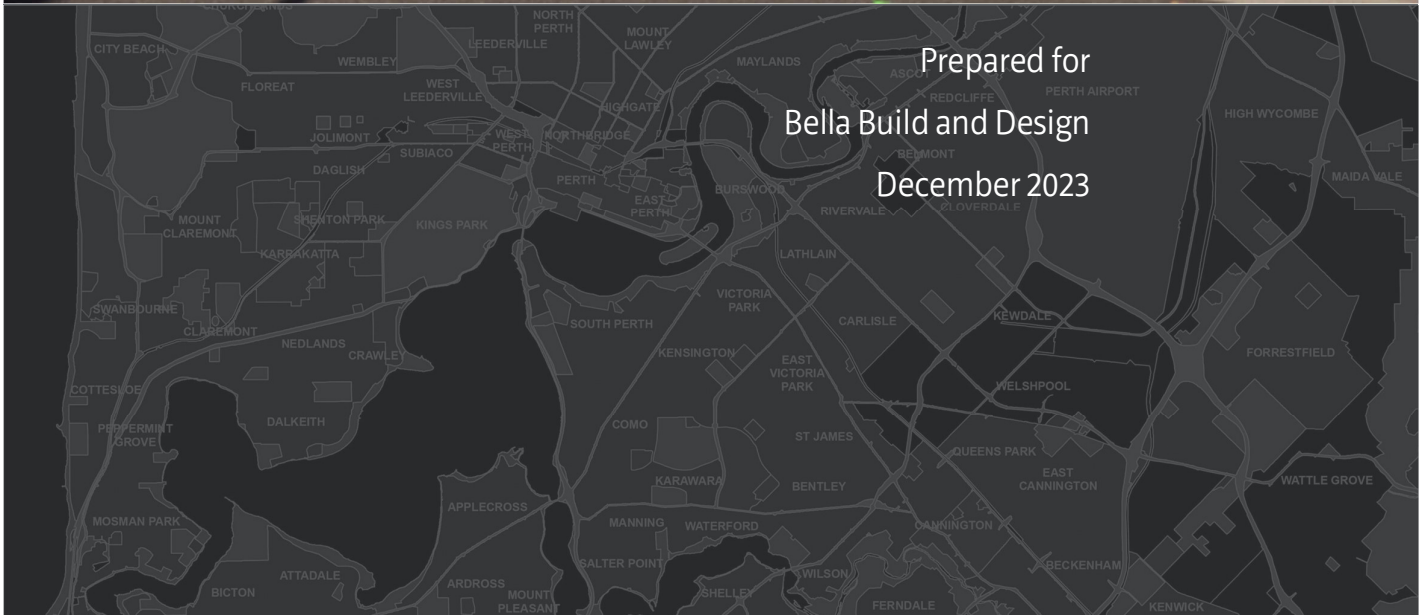 CHURCHLANDS
NORTH
PERTH
CITY BEACH
LEEDERVILLE
MOUNT
LAWLEY
WEMBLEY
MAYLANDS
Prepared for
ASCOT
FLOREAT
WEST
LEEDERVILLE
REDCLIFFE
PERTH AIRPORT
HIGHGATE
HIGH WYCOMBE
JOLIMONT
WEST
PERTH
NORTHBRIDGE
Bella Build and Design
SUBIACO
BELMONT
DAGLISH
PERTH
MAIDA VALE
BURSWOOD
December 2023
EAST
PERTH
RIVERVALE
CLOVERDALE
MOUNT
CLAREMONT
SHENTON PARK
KINGS PARK
KARRAKATTA
LATHLAIN
SWANBOURNE
VICTORIA
PARK
CLAREMONT
SOUTH PERTH
CARLISLE
KEWDALE
NEDLANDS
CRAWLEY
KENSINGTON
EAST
VICTORIA
PARK
FORRESTFIELD
COTTESLOE
WELSHPOOL
DALKEITH
COMO
PEPPERMINT
GROVE
ST JAMES
QUEENS PARK
EAST
CANNINGTON
KARAWARA
BENTLEY
WATTLE GROVE
APPLECROSS
MOSMAN PARK
MANNING
WATERFORD
CANNINGTON
SALTER POINT
BECKENHAM
ATTADALE
WILSON
BICTON
ARDROSS
MOUNT
PLEASANT
SHELLEY
FERNDALE
KENWICK